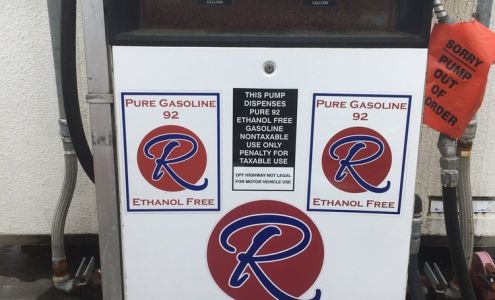 GALLONS
GALLONS
SORRY
PUMP
OUT
OF
ORDER
PURE GASOLINE
92
R
ETHANOL FREE
THIS PUMP
DISPENSES
PURE 92
ETHANOL FREE
GASOLINE
NONTAXABLE
USE ONLY
PENALTY FOR
TAXABLE USE
OFF HIGHWAY NOT LEGAL
FOR MOTOR VEHICLE USE
PURE GASOLINE
92
R
ETHANOL FREE
R